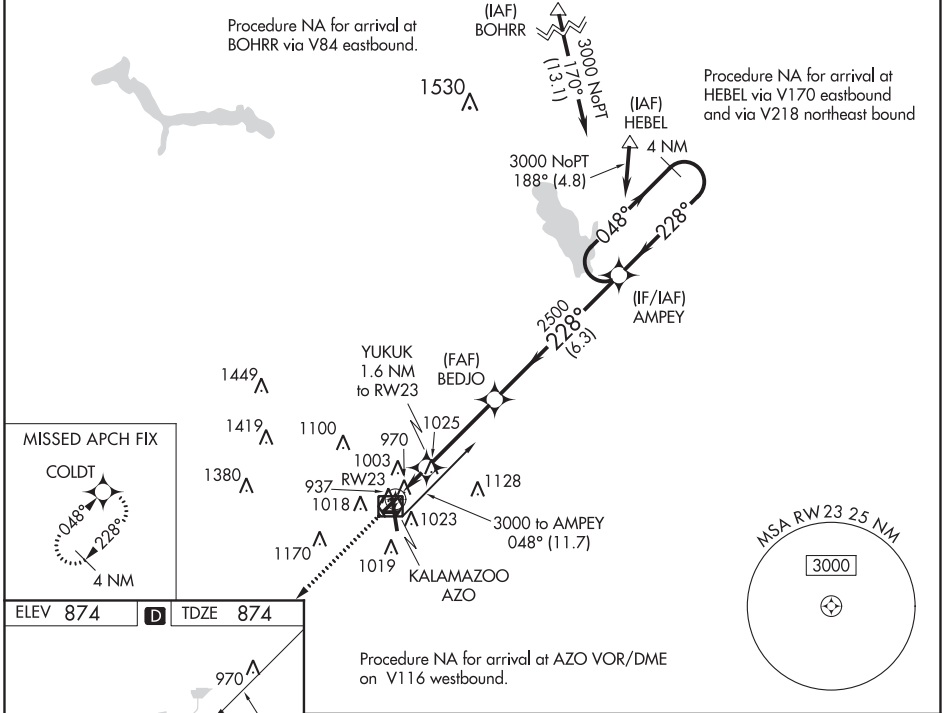 Procedure NA for arrival at
BOHRR via V84 eastbound.
(IAF)
BOHRR
3000 NoPT
170°
(13.1)
1530
Procedure NA for arrival at
HEBEL via V170 eastbound
and via V218 northeast bound
(IAF)
HEBEL
4 NM
3000 NoPT
188° (4.8)
048°
228°
(IF/IAF)
AMPEY
2500
228°
(6.3)
YUKUK
1.6 NM
to RW23
(FAF)
BEDJO
1449
1419
1100
1025
970
1003
1380
RW23
937
1018
1128
1023
3000 to AMPEY
048° (11.7)
1170
1019
KALAMAZOO
AZO
MISSED APCH FIX
COLDT
048°
228°
4 NM
MSA RW 23 25 NM
3000
ELEV 874
D
TDZE 874
970
Procedure NA for arrival at AZO VOR/DME
on V116 westbound.